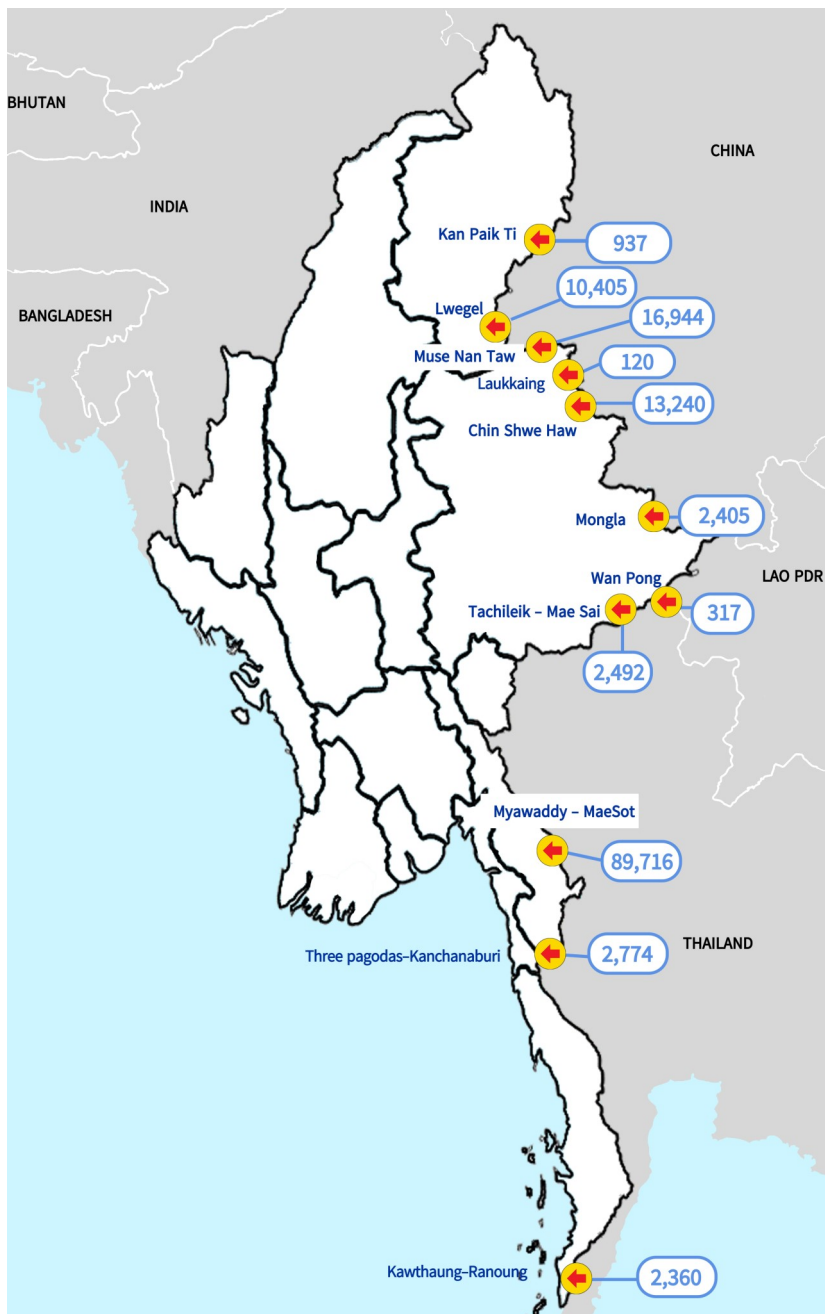 BHUTAN
CHINA
INDIA
Kan Paik Ti
937
10,405
Lwegel
BANGLADESH
16,944
Muse Nan Taw
120
Laukkaing
13,240
Chin Shwe Haw
Mongla
2,405
Wan Pong
LAO PDR
Tachileik – Mae Sai
317
2,492
Myawaddy – MaeSot
89,716
Three pagodas–Kanchanaburi
2,774
THAILAND
Kawthaung–Ranoung
2,360